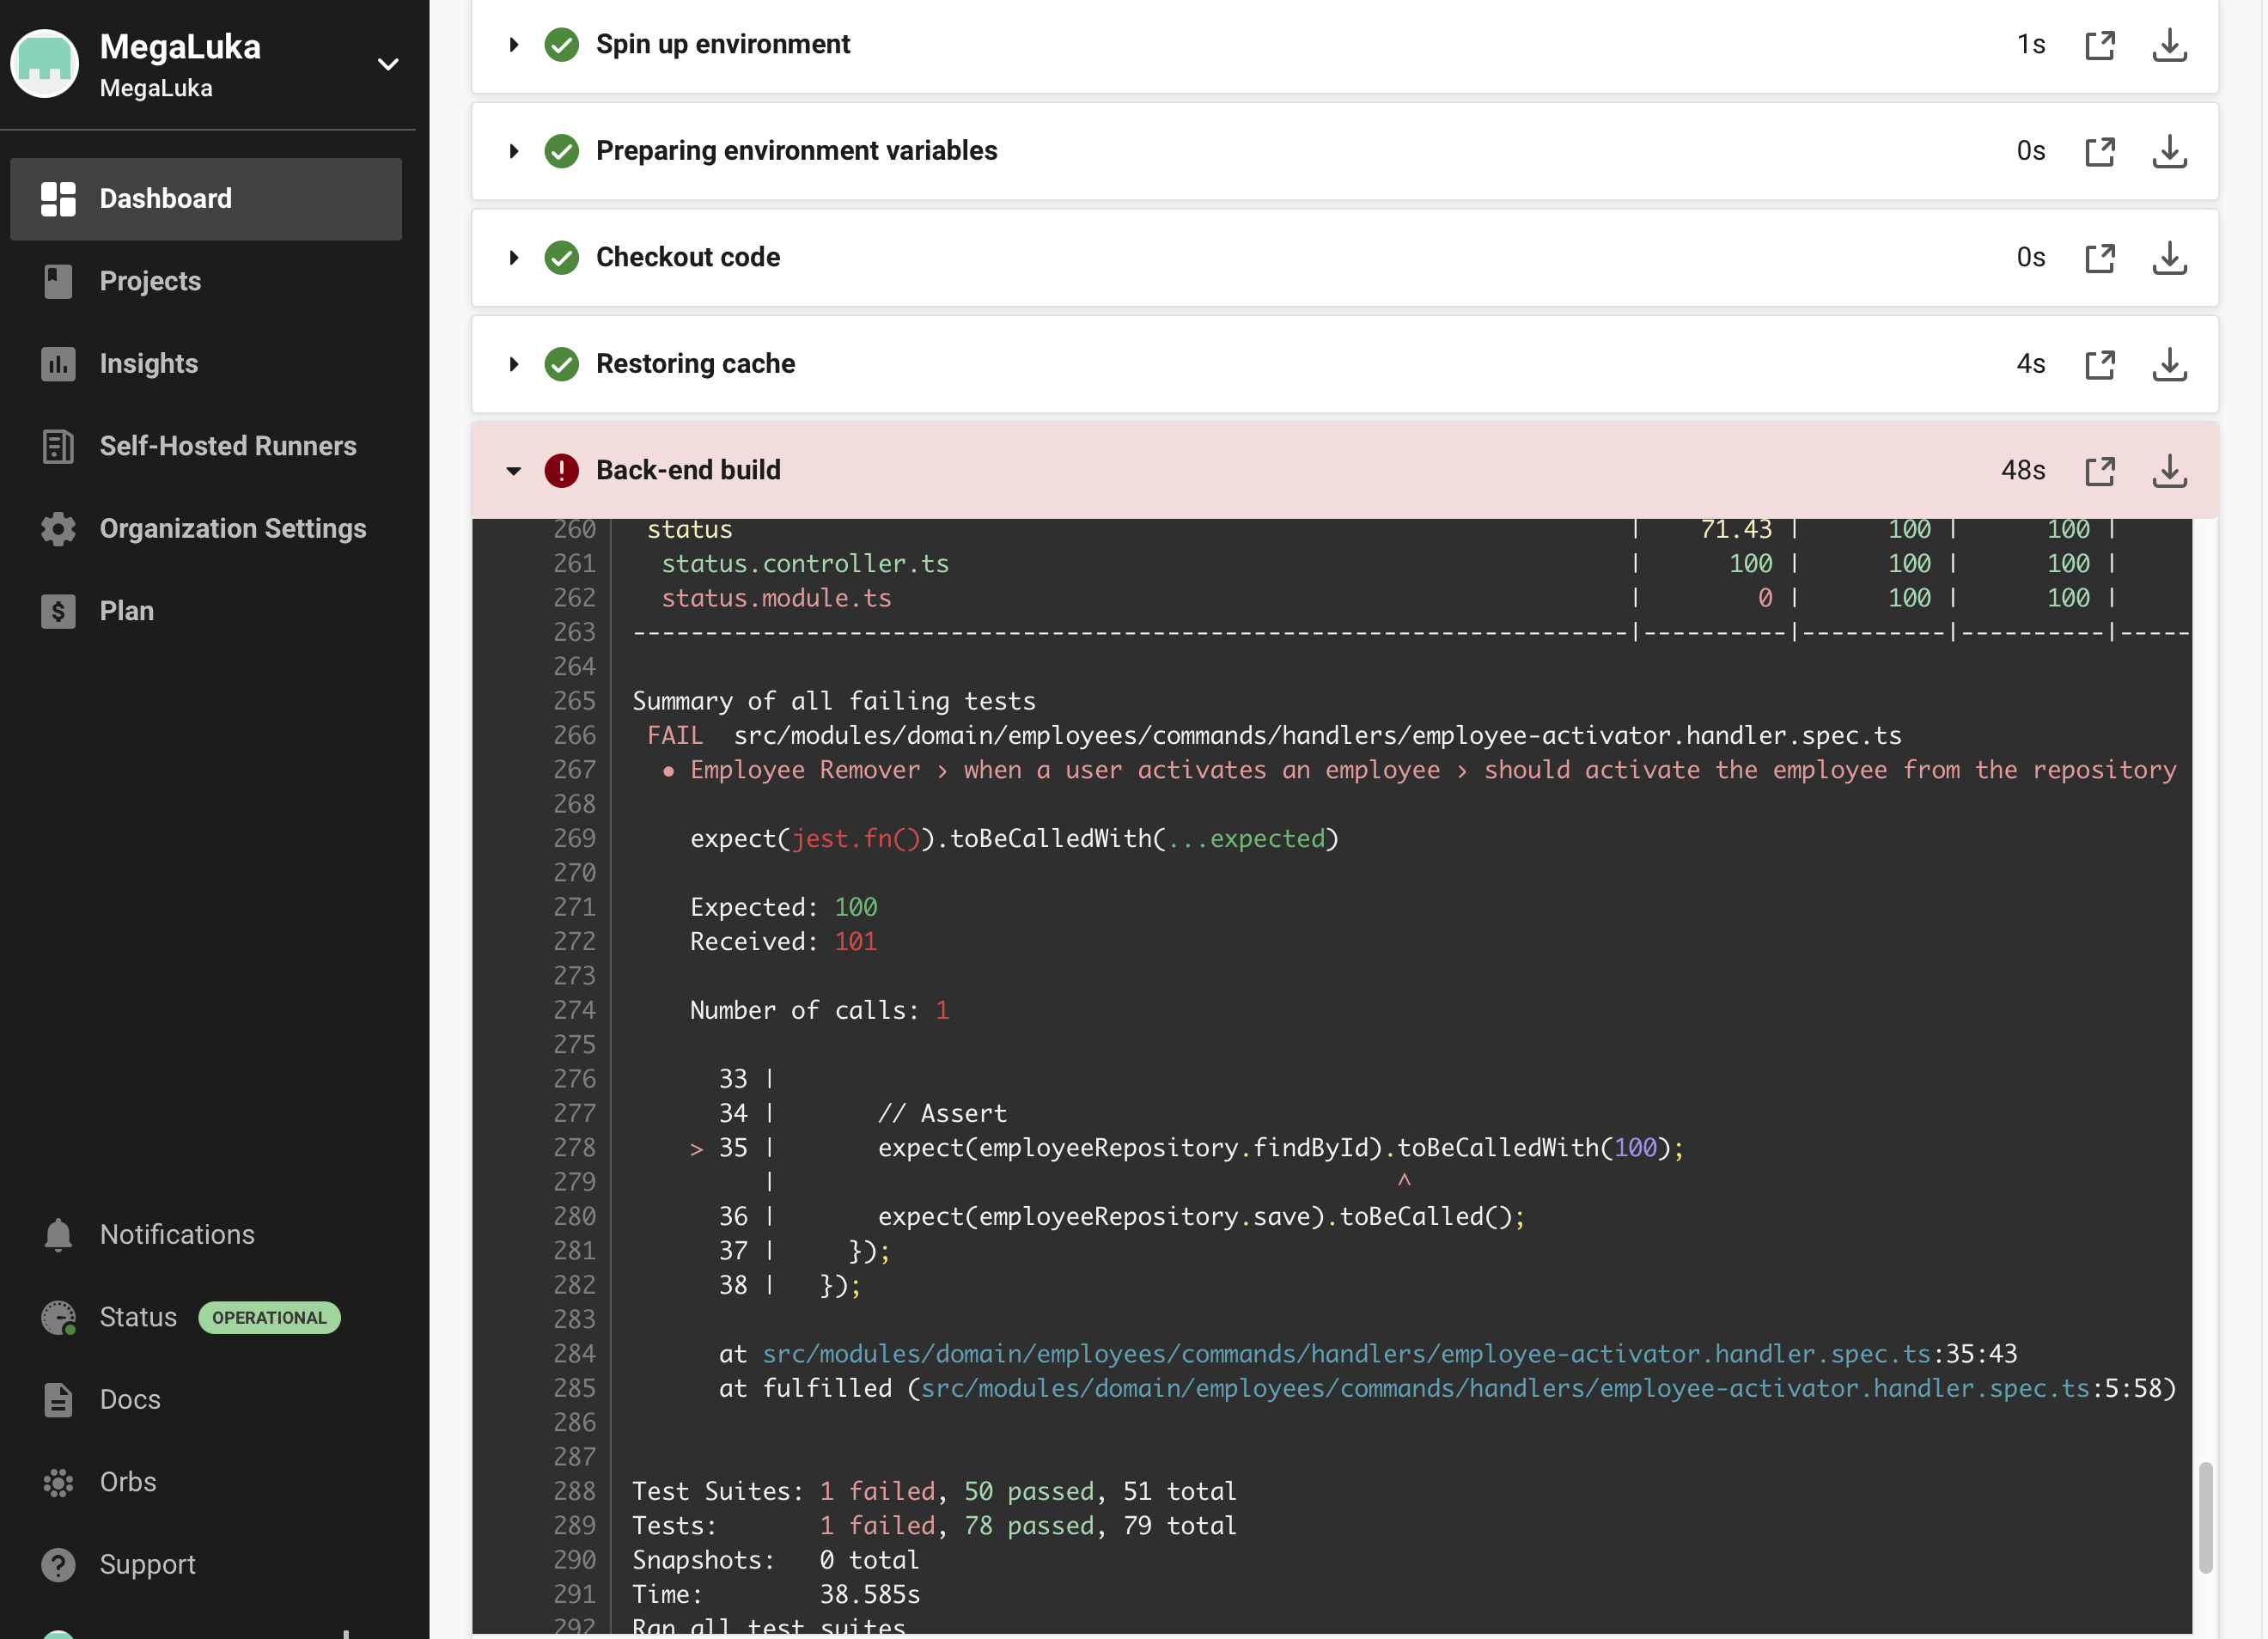 MegaLuka
MegaLuka
Dashboard
Projects
Insights
Self-Hosted Runners
Organization Settings
$ Plan
Notifications
Status OPERATIONAL
Docs
Orbs
? Support
Spin up environment 1s
Preparing environment variables 0s
Checkout code 0s
Restoring cache 4s
! Back-end build 48s
260 status | 71.43 | 100 | 100 |
261 status.controller.ts | 100 | 100 | 100 |
262 status.module.ts | 0 | 100 | 100 |
263 ---------------------------------------------------------------------|----------|----------|----------|-----
264
265 Summary of all failing tests
266 FAIL src/modules/domain/employees/commands/handlers/employee-activator.handler.spec.ts
267 ● Employee Remover › when a user activates an employee › should activate the employee from the repository
268
269 expect(jest.fn()).toBeCalledWith(...expected)
270
271 Expected: 100
272 Received: 101
273
274 Number of calls: 1
275
276 33 |
277 34 | // Assert
278 > 35 | expect(employeeRepository.findById).toBeCalledWith(100);
279 | ^
280 36 | expect(employeeRepository.save).toBeCalled();
281 37 | });
282 38 | });
283
284 at src/modules/domain/employees/commands/handlers/employee-activator.handler.spec.ts:35:43
285 at fulfilled (src/modules/domain/employees/commands/handlers/employee-activator.handler.spec.ts:5:58)
286
287
288 Test Suites: 1 failed, 50 passed, 51 total
289 Tests: 1 failed, 78 passed, 79 total
290 Snapshots: 0 total
291 Time: 38.585s
292 Ran all test suites.